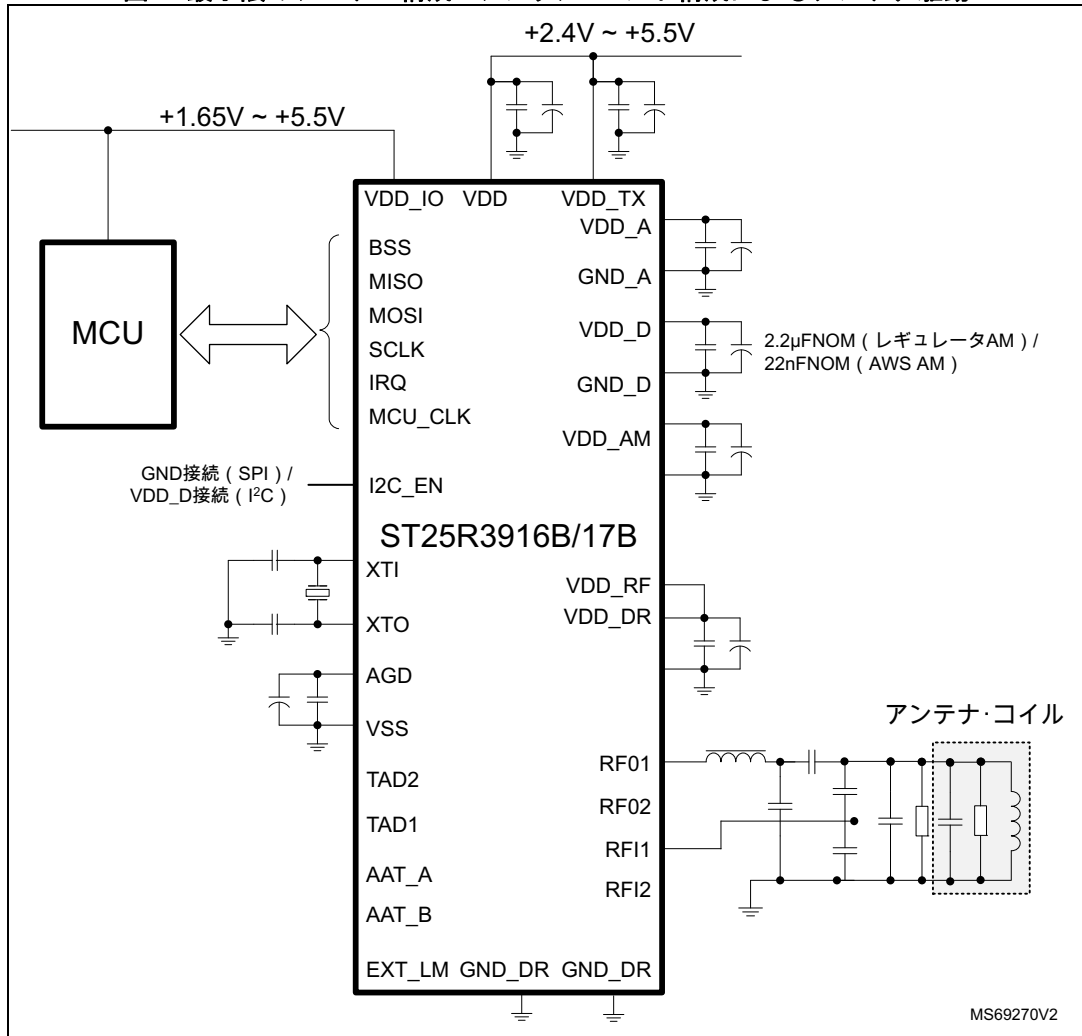 +2.4V ~ +5.5V
+1.65V ~ +5.5V
VDD_IO VDD VDD_TX
VDD_A
BSS
GND_A
MISO
MOSI
VDD_D
SCLK
IRQ
GND_D
MCU_CLK
VDD_AM
MCU
2.2µFNOM(レギュレータAM)/
22nFNOM(AWS AM)
GND接続(SPI)/
VDD_D接続(I²C)
I2C_EN
ST25R3916B/17B
XTI
VDD_RF
XTO
VDD_DR
AGD
VSS
アンテナ·コイル
TAD2
RF01
TAD1
RF02
RFI1
AAT_A
RFI2
AAT_B
EXT_LM GND_DR GND_DR
MS69270V2